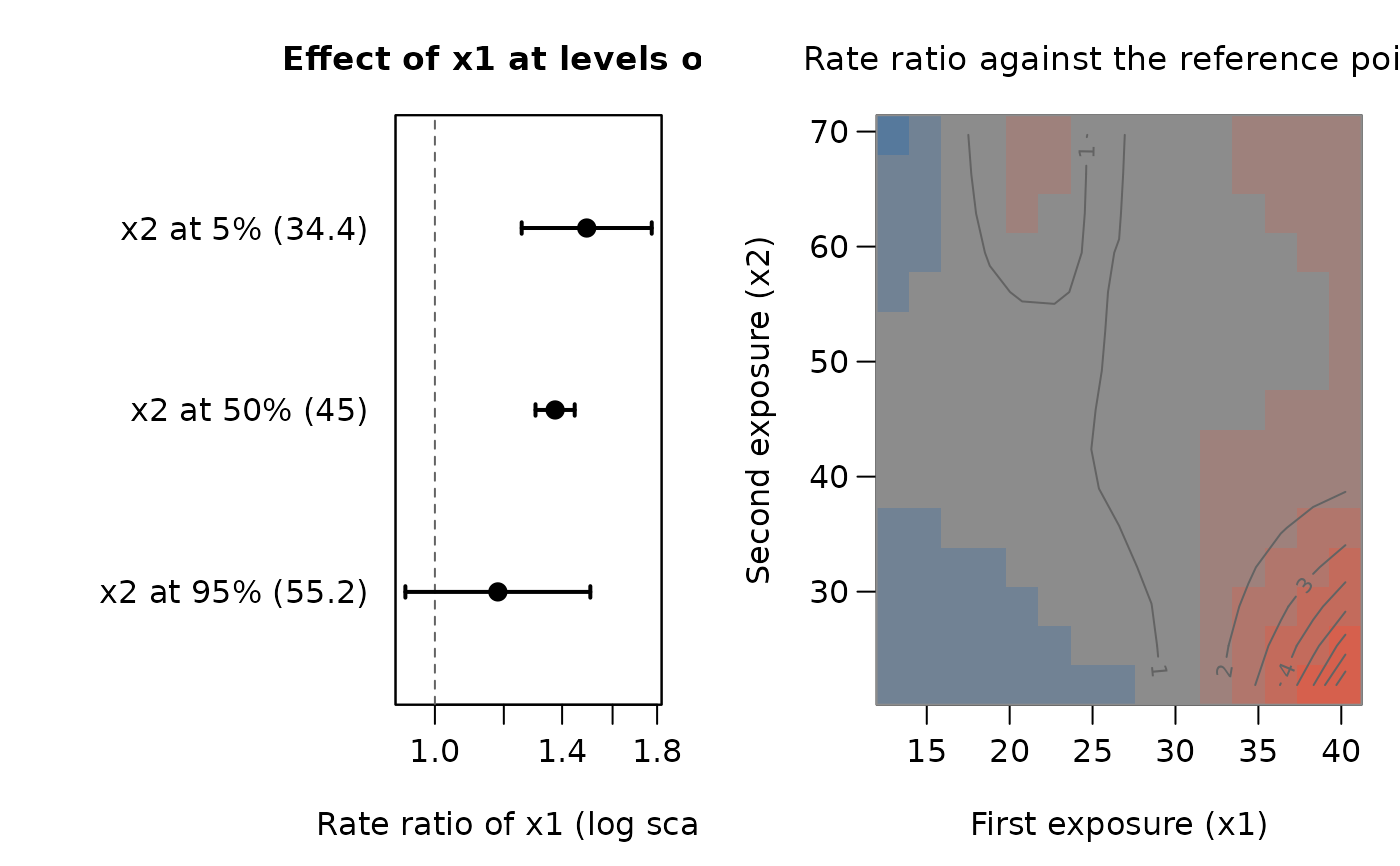 Effect of x1 at levels o
x2 at 5% (34.4)
x2 at 50% (45)
x2 at 95% (55.2)
1.0 1.4 1.8
Rate ratio of x1 (log sca
Rate ratio against the reference poi
Second exposure (x2)
70
60
50
40
30
1
1
2
3
4
15 20 25 30 35 40
First exposure (x1)